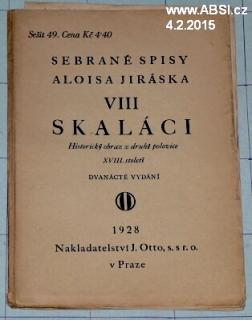 www.ABSI.cz
4.2.2015
Sešit 49. Cena Kč 4·40
SEBRANÉ SPISY
ALOISA JIRÁSKA
VIII
SKALÁCI
Historický obraz z druhé polovice
XVIII. století
DVANÁCTÉ VYDÁNÍ
1928
Nakladatelství J. Otto, s. s r. o.
v Praze